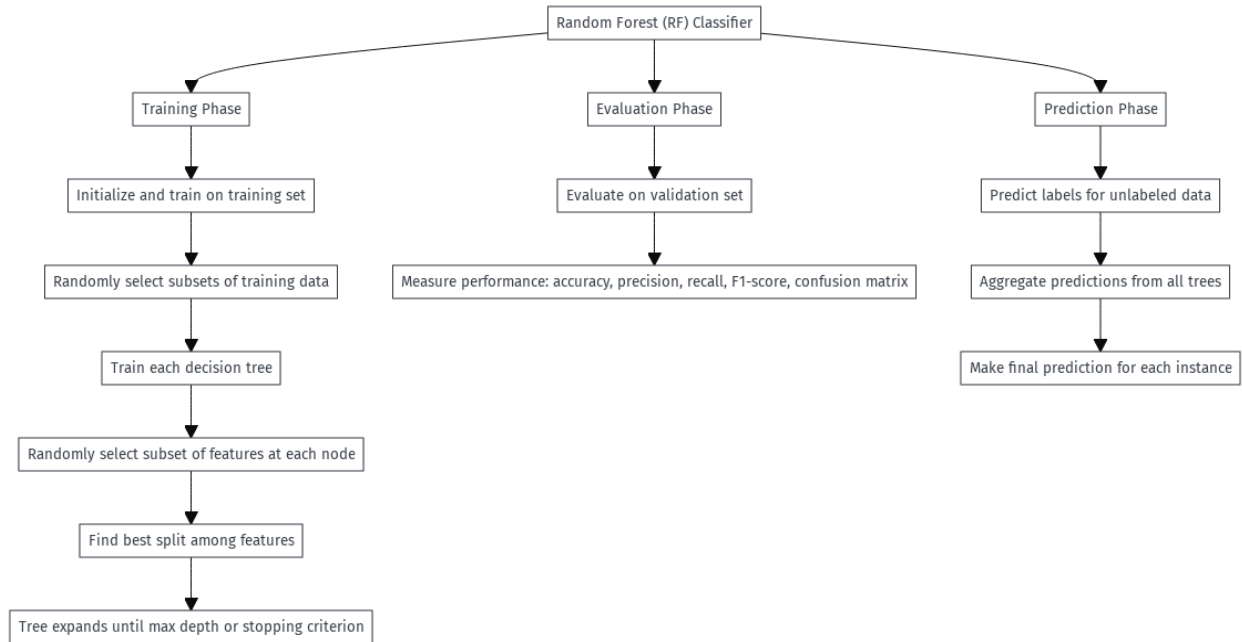 Random Forest (RF) Classifier
Training Phase
Evaluation Phase
Prediction Phase
Initialize and train on training set
Evaluate on validation set
Predict labels for unlabeled data
Randomly select subsets of training data
Measure performance: accuracy, precision, recall, F1-score, confusion matrix
Aggregate predictions from all trees
Train each decision tree
Make final prediction for each instance
Randomly select subset of features at each node
Find best split among features
Tree expands until max depth or stopping criterion